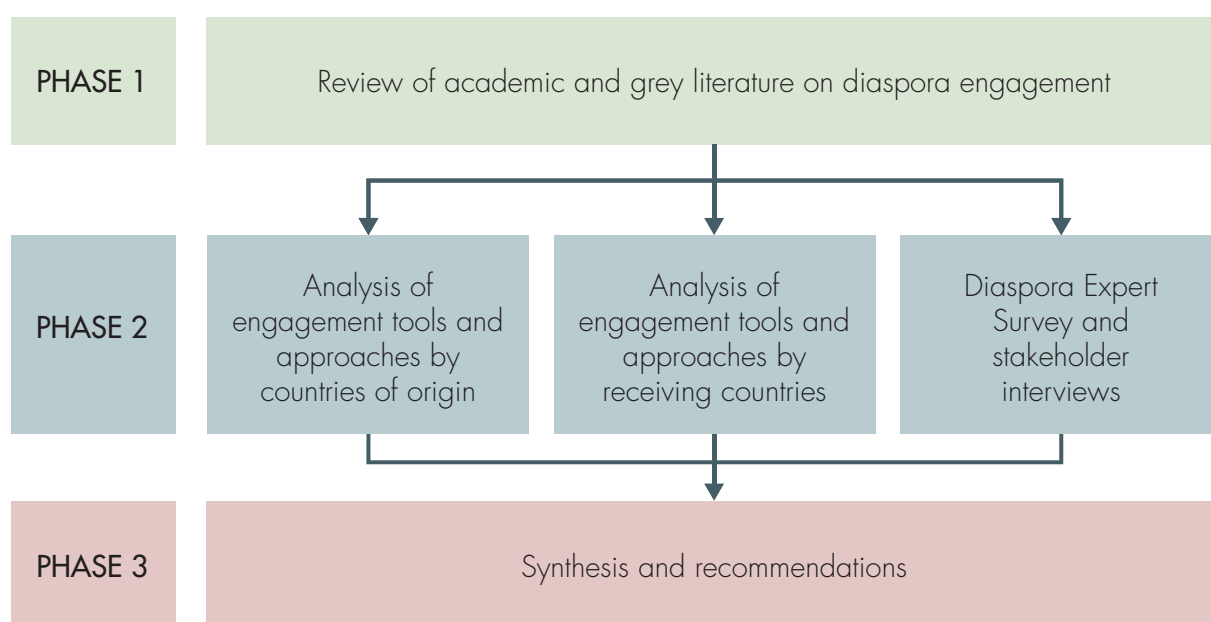 PHASE 1
Review of academic and grey literature on diaspora engagement
PHASE 2
Analysis of
engagement tools and
approaches by
countries of origin
Analysis of
engagement tools and
approaches by
receiving countries
Diaspora Expert
Survey and
stakeholder
interviews
PHASE 3
Synthesis and recommendations